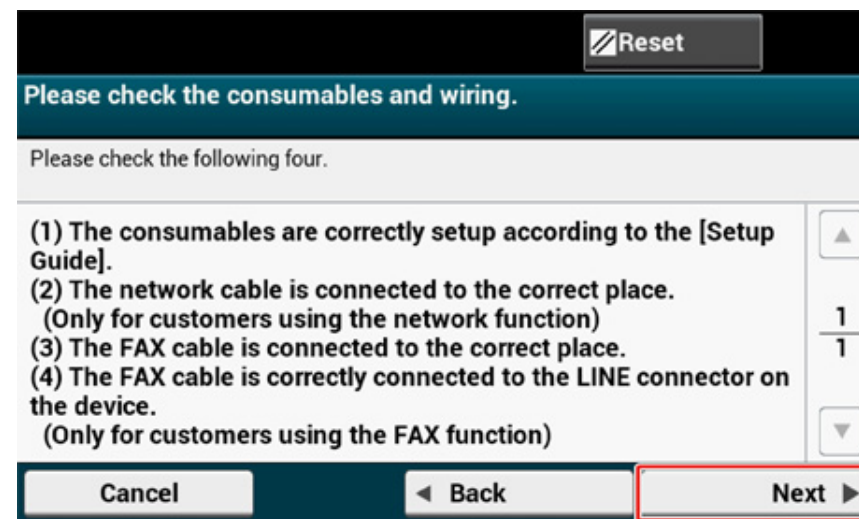 Reset
Please check the consumables and wiring.
Please check the following four.
(1) The consumables are correctly setup according to the [Setup
Guide].
(2) The network cable is connected to the correct place.
(Only for customers using the network function)
(3) The FAX cable is connected to the correct place.
(4) The FAX cable is correctly connected to the LINE connector on
the device.
(Only for customers using the FAX function)
1
1
Cancel
Back
Next